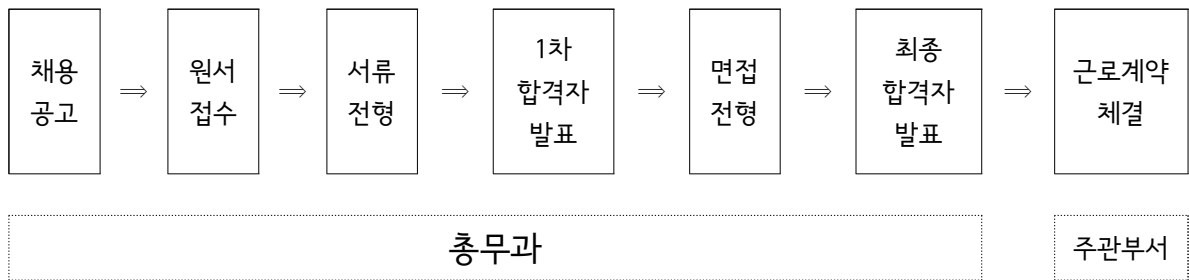 채용
공고
⇒
원서
접수
⇒
서류
전형
⇒
1차
합격자
발표
⇒
면접
전형
⇒
최종
합격자
발표
⇒
근로계약
체결
총무과
주관부서